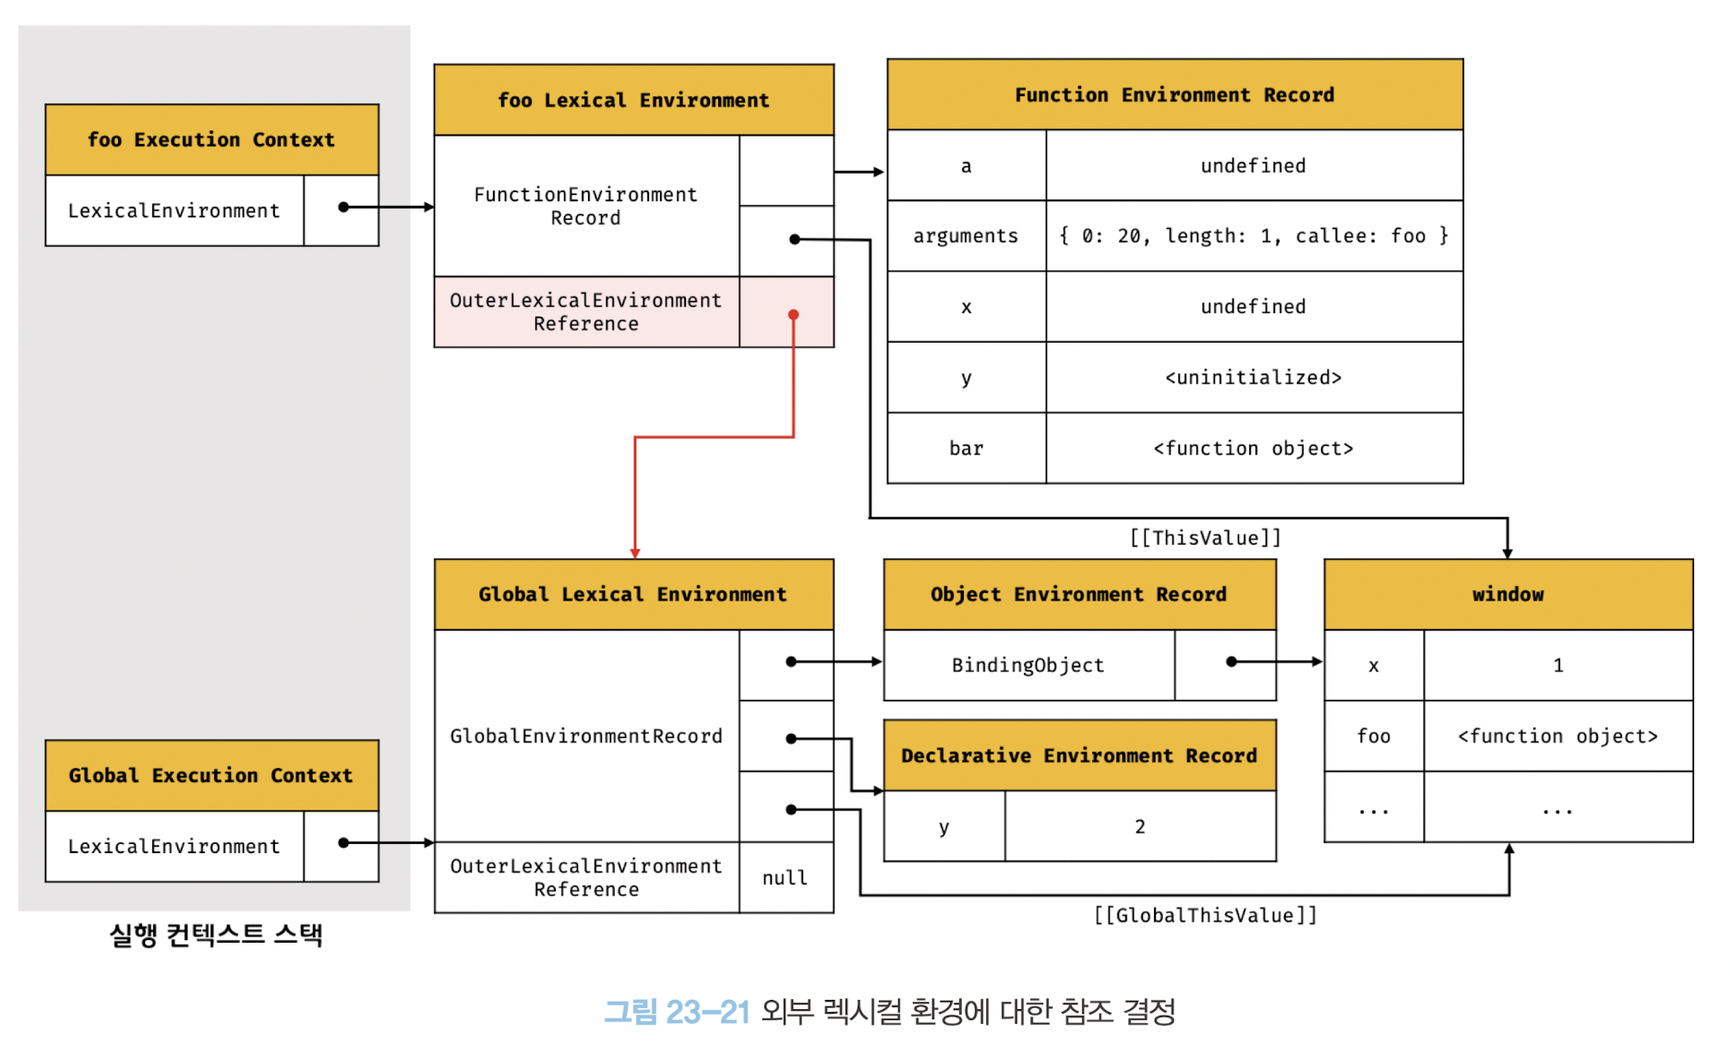 foo Execution Context
LexicalEnvironment
foo Lexical Environment
FunctionEnvironment
Record
OuterLexicalEnvironment
Reference
Function Environment Record
a
undefined
arguments
{ 0: 20, length: 1, callee: foo }
x
undefined
y
<uninitialized>
bar
<function object>
[[ThisValue]]
Global Execution Context
LexicalEnvironment
Global Lexical Environment
GlobalEnvironmentRecord
OuterLexicalEnvironment
Reference
null
Object Environment Record
BindingObject
Declarative Environment Record
y
2
window
x
1
foo
<function object>
...
...
[[GlobalThisValue]]
실행 컨텍스트 스택
그림 23-21 외부 렉시컬 환경에 대한 참조 결정